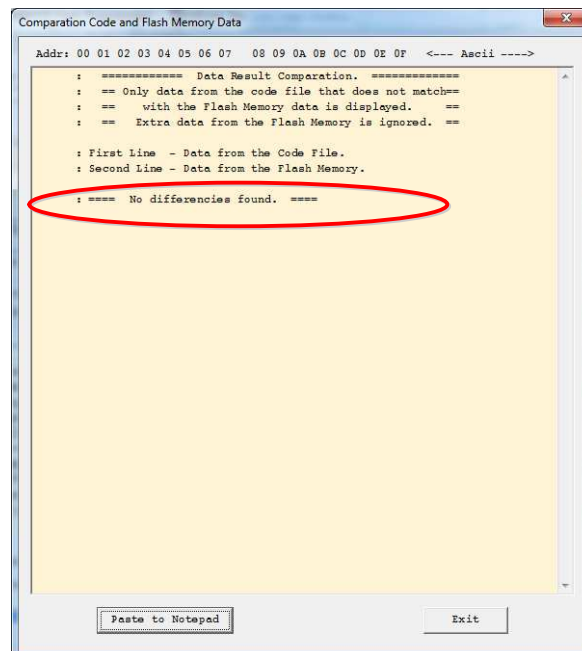 Comparation Code and Flash Memory Data
Addr: 00 01 02 03 04 05 06 07 08 09 0A 0B 0C 0D 0E 0F <--- Ascii ---->
: ============ Data Result Comparation. =============
: == Only data from the code file that does not match==
: == with the Flash Memory data is displayed. ==
: == Extra data from the Flash Memory is ignored. ==
: First Line - Data from the Code File.
: Second Line - Data from the Flash Memory.
: ==== No differencies found. ====
Paste to Notepad
Exit